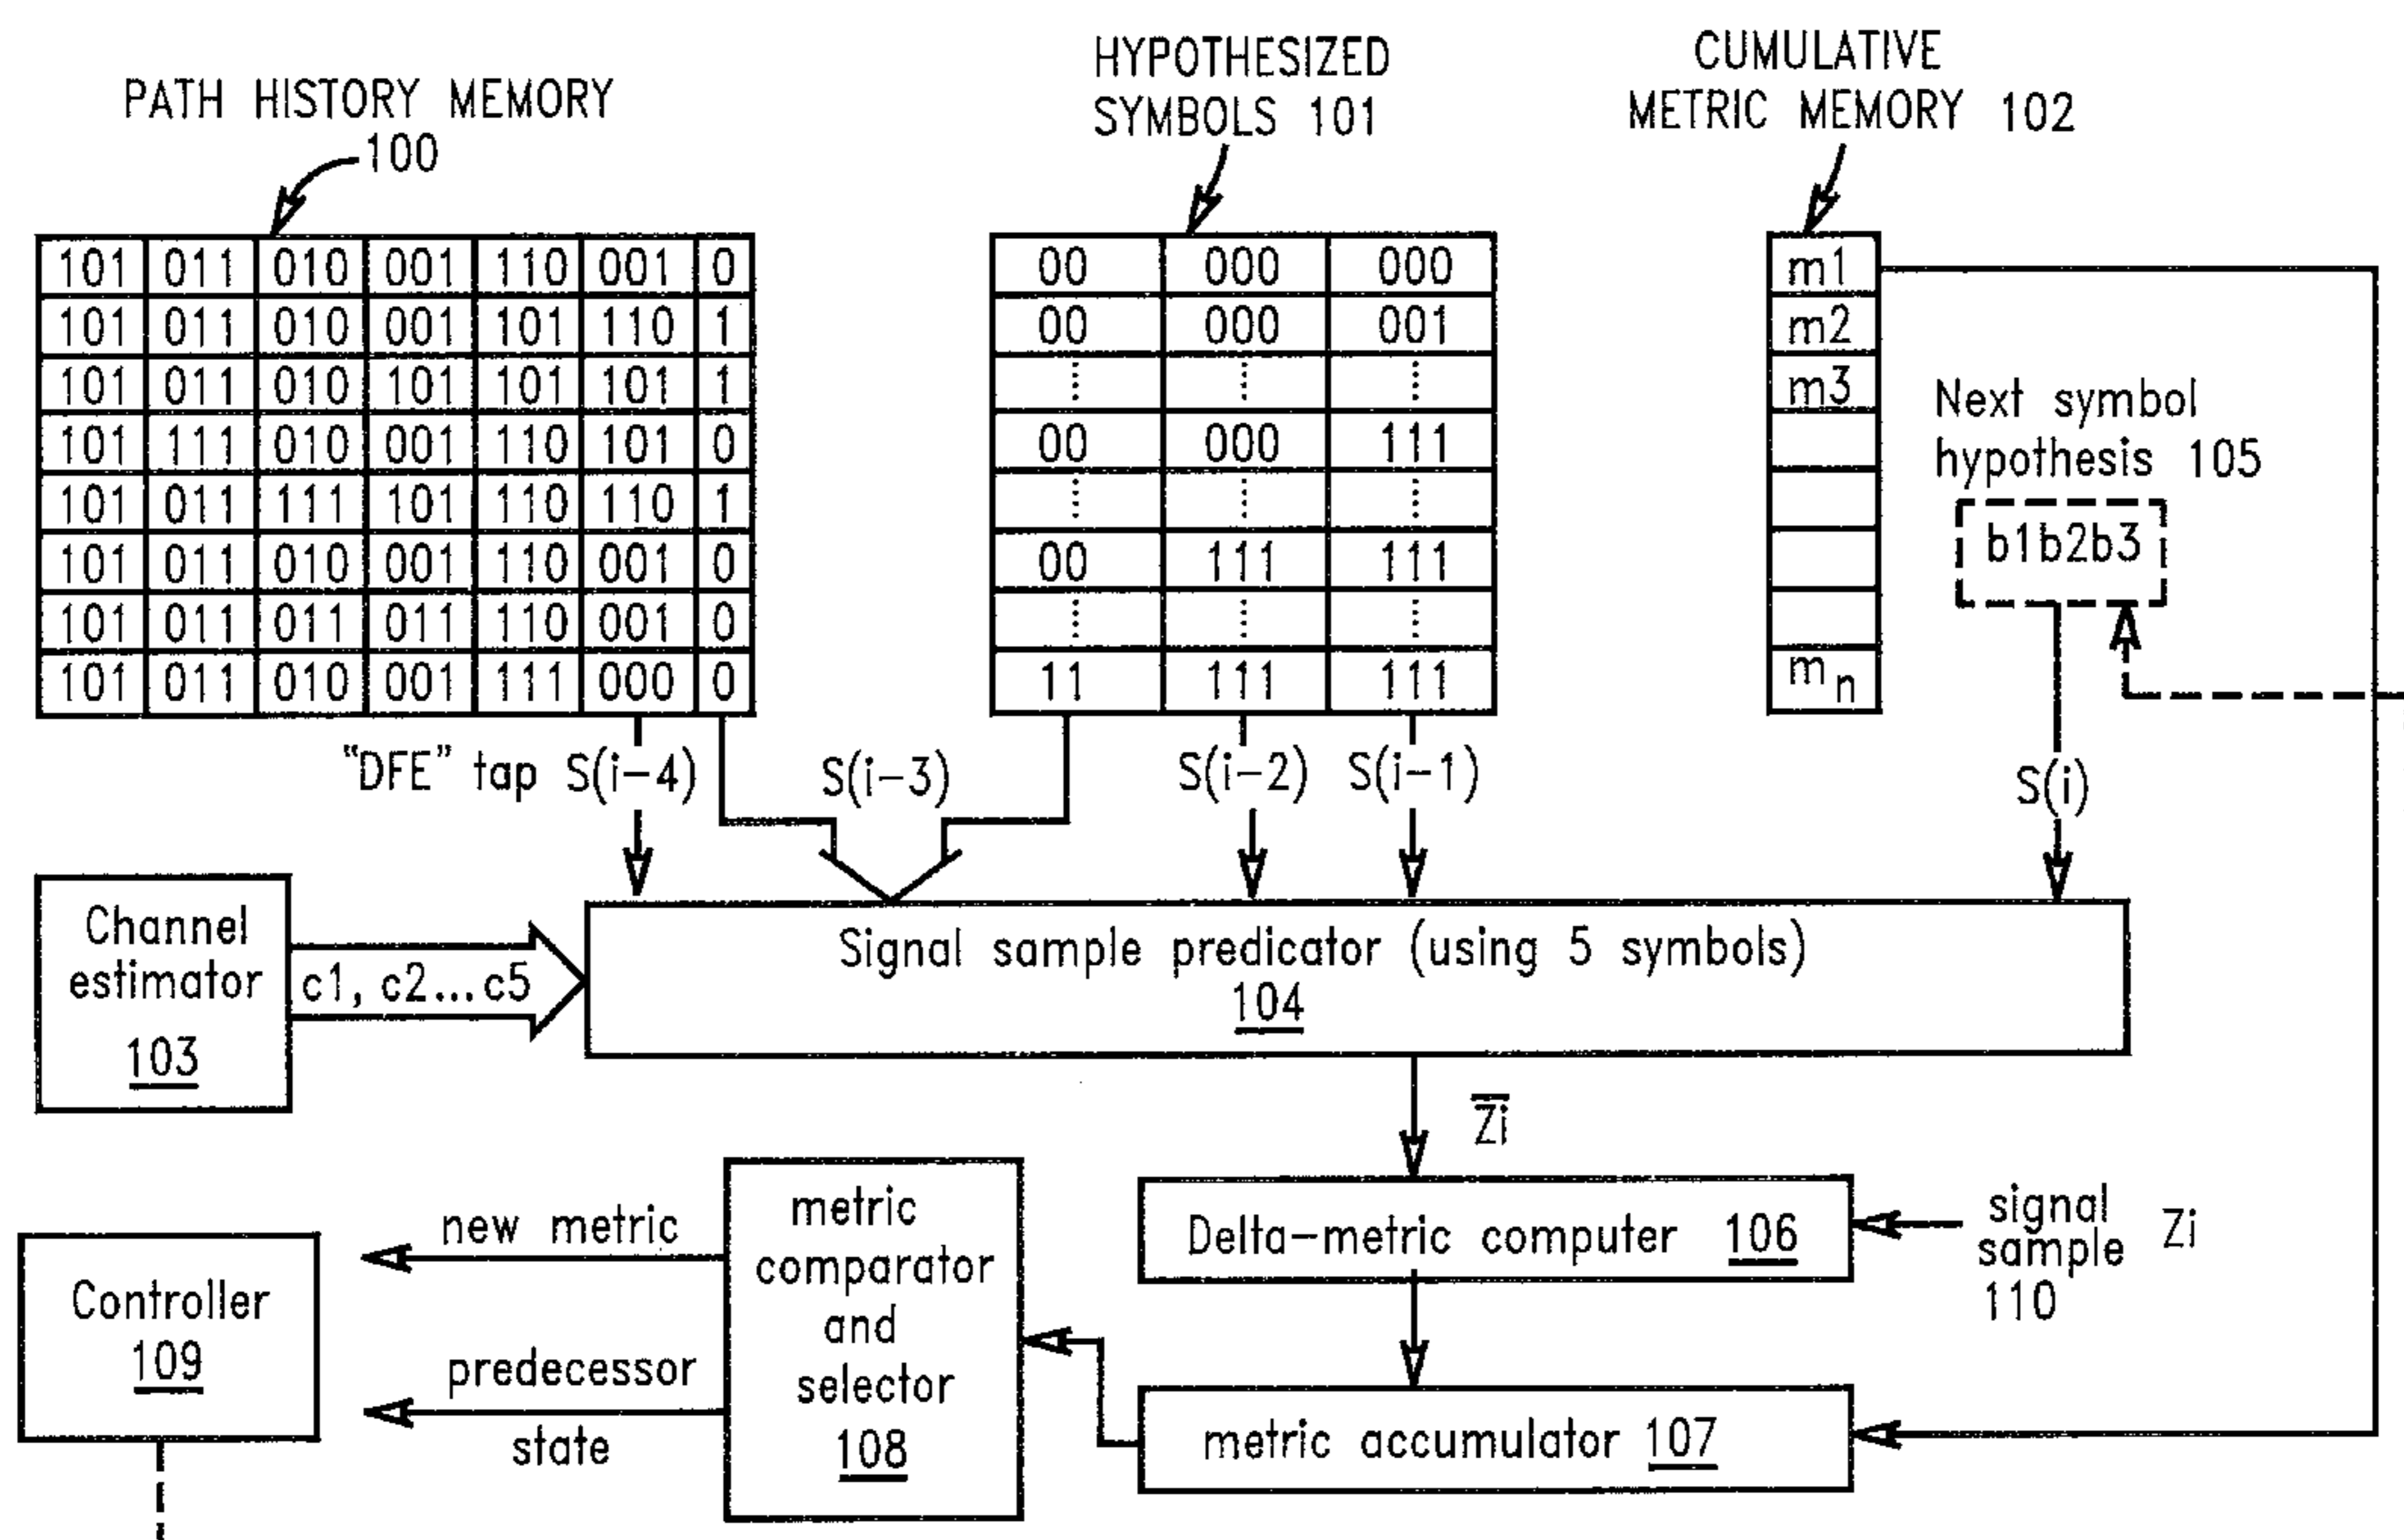 PATH HISTORY MEMORY
100
HYPOTHESIZED
SYMBOLS 101
CUMULATIVE
METRIC MEMORY 102
101 011 010 001 110 001 0
101 011 010 001 101 110 1
101 011 010 101 101 101 1
101 111 010 001 110 101 0
101 011 111 101 110 110 1
101 011 010 001 110 001 0
101 011 011 011 110 001 0
101 011 010 001 111 000 0
00 000 000
00 000 001
00 000 111
00 111 111
11 111 111
m1
m2
m3
mn
Next symbol
hypothesis 105
b1b2b3
"DFE" tap S(i-4)
S(i-3)
S(i-2)
S(i-1)
S(i)
Channel
estimator
103
c1, c2...c5
Signal sample predicator (using 5 symbols)
104
Z̅i
Delta-metric computer 106
signal
sample
110
Zi
metric accumulator 107
metric
comparator
and
selector
108
new metric
predecessor
state
Controller
109